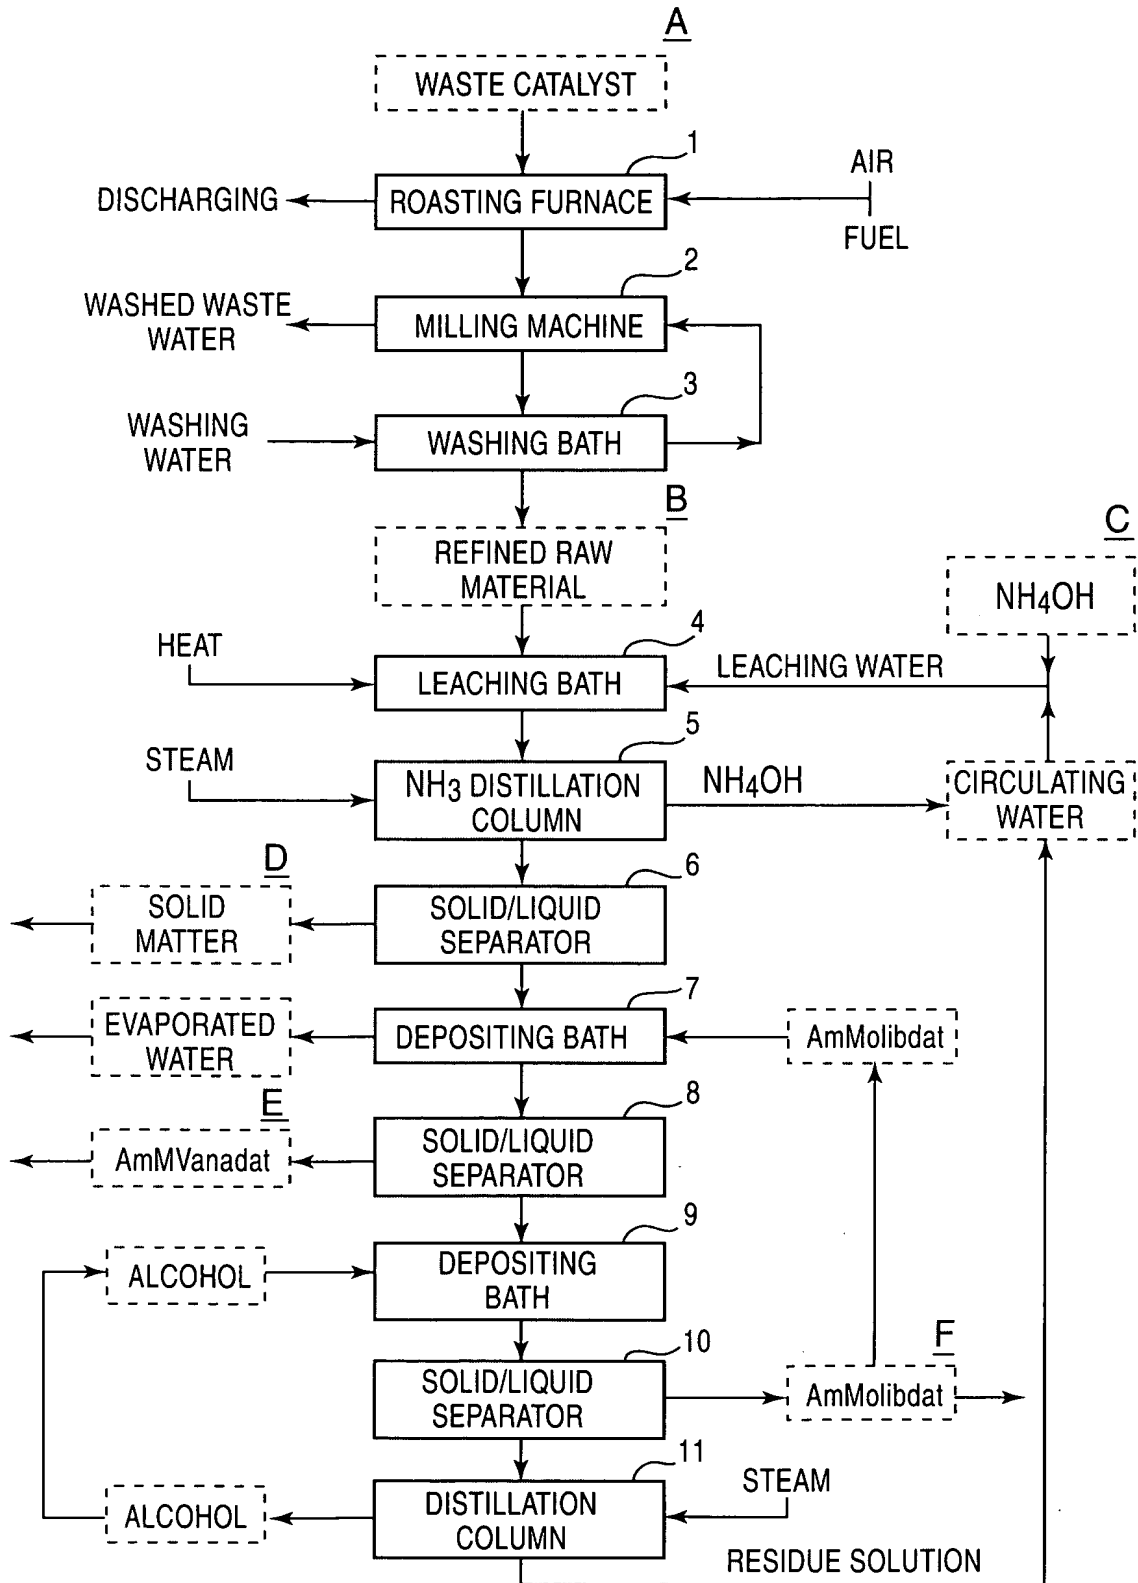 A
WASTE CATALYST
1
AIR
DISCHARGING
ROASTING FURNACE
FUEL
2
WASHED WASTE
WATER
MILLING MACHINE
3
WASHING
WATER
WASHING BATH
B
REFINED RAW
MATERIAL
C
NH4OH
4
HEAT
LEACHING BATH
LEACHING WATER
5
STEAM
NH3 DISTILLATION
COLUMN
NH4OH
CIRCULATING
WATER
D
6
SOLID
MATTER
SOLID/LIQUID
SEPARATOR
7
EVAPORATED
WATER
DEPOSITING BATH
AmMolibdat
E
8
AmMVanadat
SOLID/LIQUID
SEPARATOR
9
ALCOHOL
DEPOSITING
BATH
10
F
SOLID/LIQUID
SEPARATOR
AmMolibdat
11
STEAM
ALCOHOL
DISTILLATION
COLUMN
RESIDUE SOLUTION